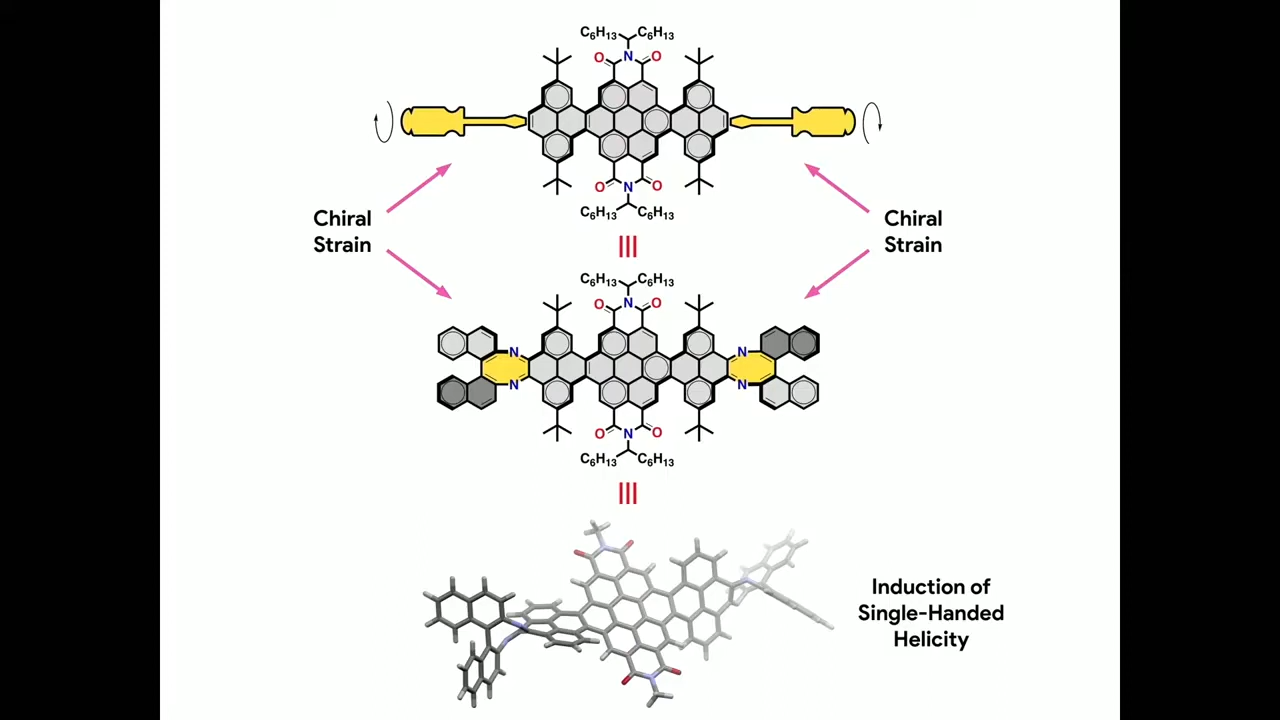 C6H13 C6H13
O N O
O N O
C6H13 C6H13
Chiral
Strain
Chiral
Strain
C6H13 C6H13
O N O
N N
N N
O N O
C6H13 C6H13
Induction of
Single-Handed
Helicity